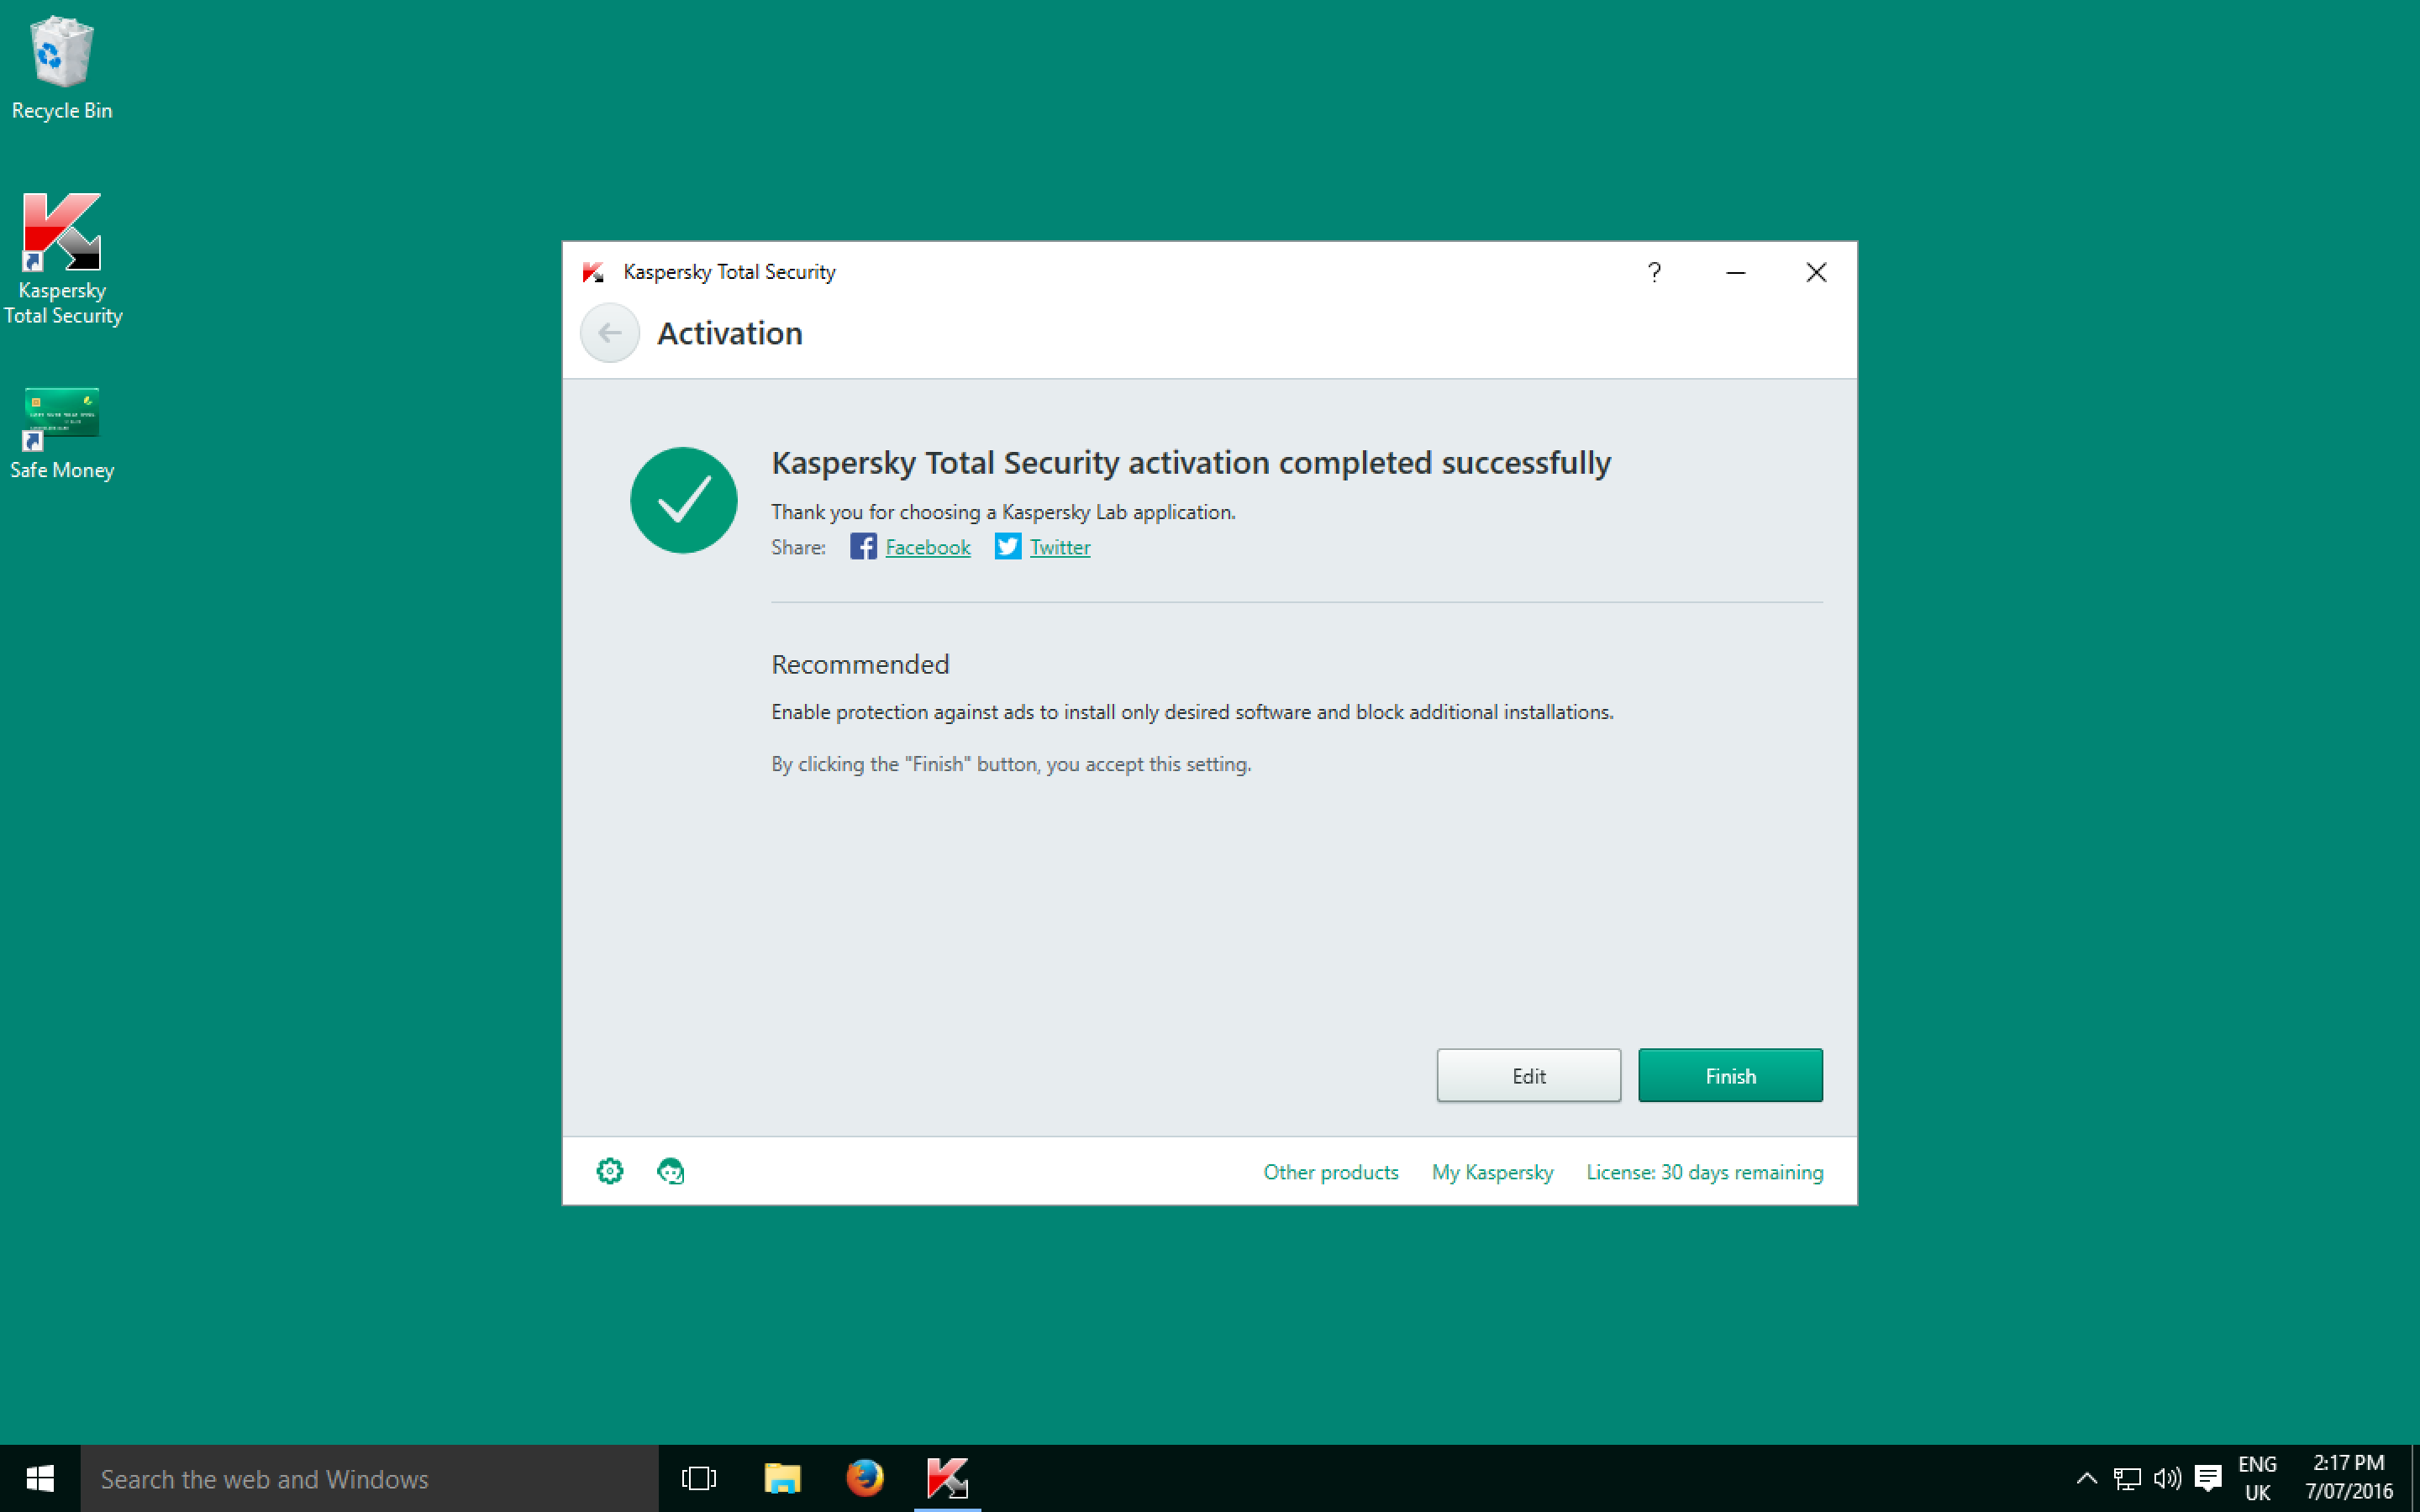 Recycle Bin
Kaspersky
Total Security
Safe Money
Kaspersky Total Security
?
Activation
Kaspersky Total Security activation completed successfully
Thank you for choosing a Kaspersky Lab application.
Share: Facebook Twitter
Recommended
Enable protection against ads to install only desired software and block additional installations.
By clicking the "Finish" button, you accept this setting.
Edit Finish
Other products My Kaspersky License: 30 days remaining
Search the web and Windows
ENG
UK
2:17 PM
7/07/2016